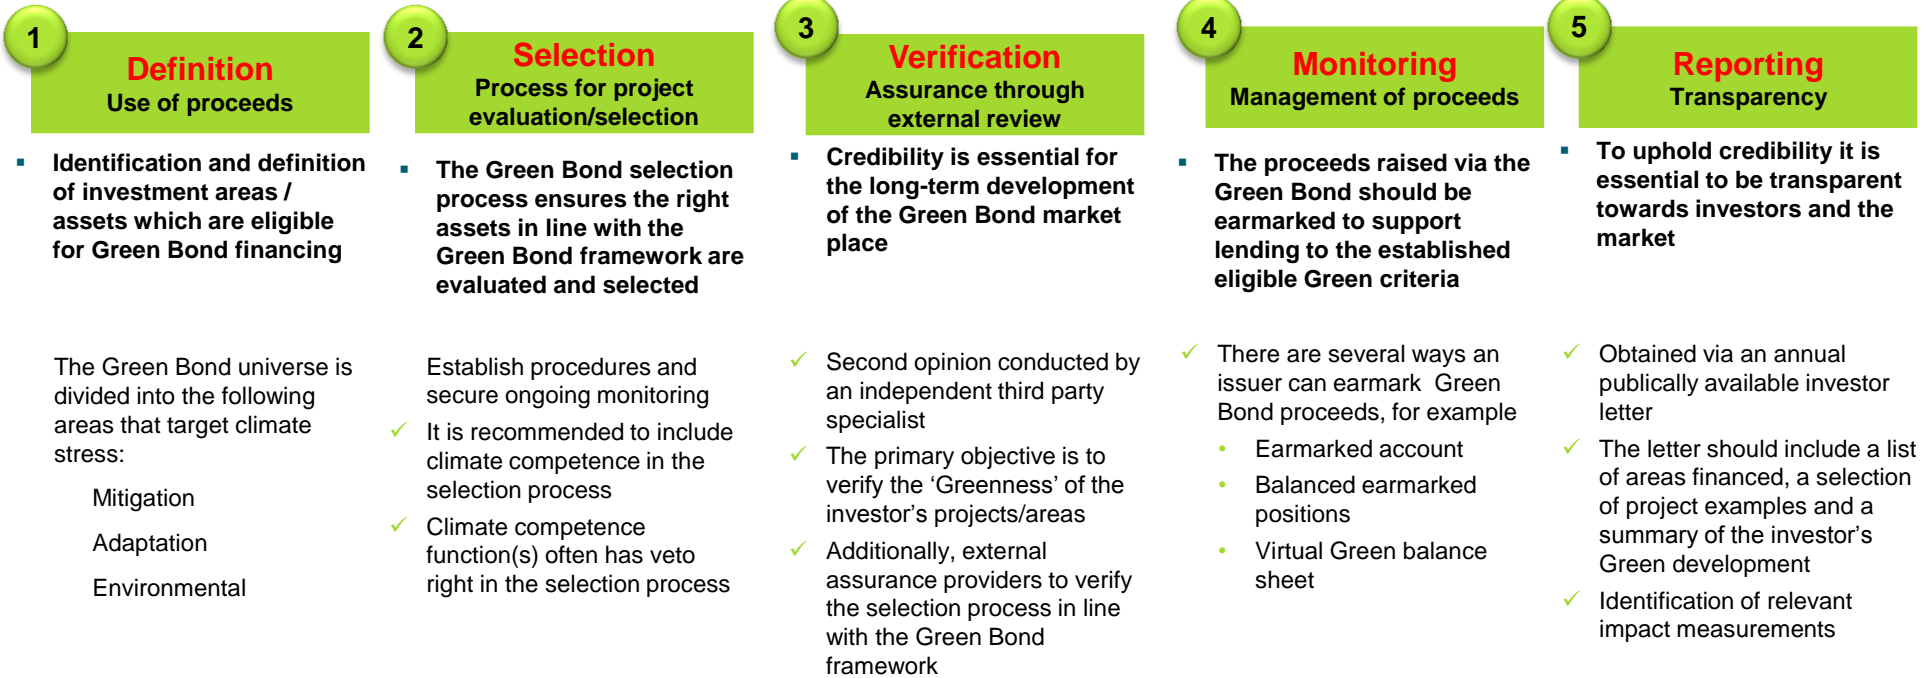 1
Definition
Use of proceeds
Identification and definition
of investment areas /
assets which are eligible
for Green Bond financing
The Green Bond universe is
divided into the following
areas that target climate
stress:
Mitigation
Adaptation
Environmental
2
Selection
Process for project
evaluation/selection
The Green Bond selection
process ensures the right
assets in line with the
Green Bond framework are
evaluated and selected
Establish procedures and
secure ongoing monitoring
It is recommended to include
climate competence in the
selection process
Climate competence
function(s) often has veto
right in the selection process
3
Verification
Assurance through
external review
Credibility is essential for
the long-term development
of the Green Bond market
place
Second opinion conducted by
an independent third party
specialist
The primary objective is to
verify the ‘Greenness’ of the
investor’s projects/areas
Additionally, external
assurance providers to verify
the selection process in line
with the Green Bond
framework
4
Monitoring
Management of proceeds
The proceeds raised via the
Green Bond should be
earmarked to support
lending to the established
eligible Green criteria
There are several ways an
issuer can earmark Green
Bond proceeds, for example
Earmarked account
Balanced earmarked
positions
Virtual Green balance
sheet
5
Reporting
Transparency
To uphold credibility it is
essential to be transparent
towards investors and the
market
Obtained via an annual
publically available investor
letter
The letter should include a list
of areas financed, a selection
of project examples and a
summary of the investor’s
Green development
Identification of relevant
impact measurements